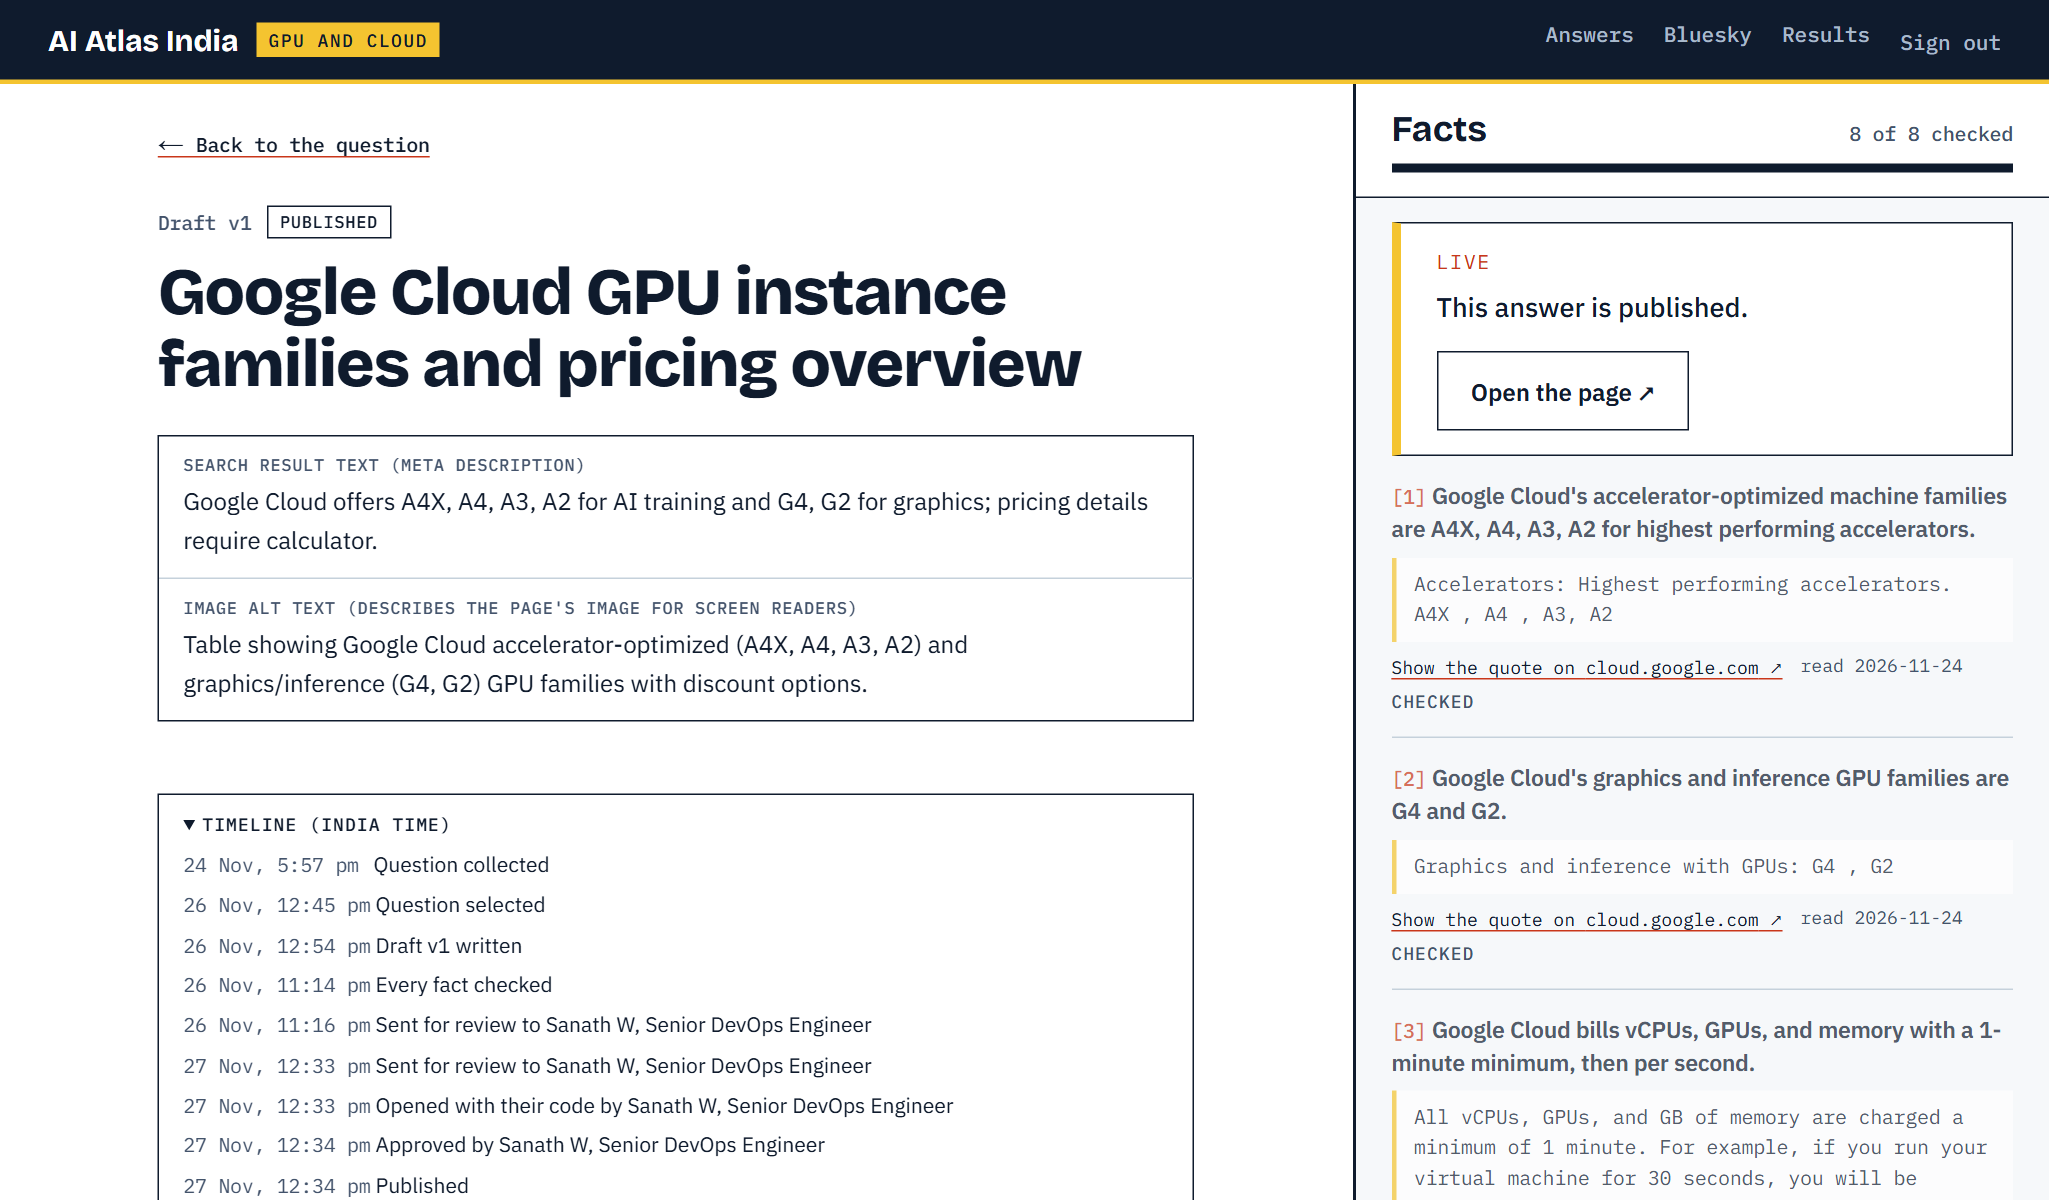 AI Atlas India
GPU AND CLOUD
Answers
Bluesky
Results
Sign out
← Back to the question
Draft v1
PUBLISHED
Google Cloud GPU instance
families and pricing overview
SEARCH RESULT TEXT (META DESCRIPTION)
Google Cloud offers A4X, A4, A3, A2 for AI training and G4, G2 for graphics; pricing details
require calculator.
IMAGE ALT TEXT (DESCRIBES THE PAGE'S IMAGE FOR SCREEN READERS)
Table showing Google Cloud accelerator-optimized (A4X, A4, A3, A2) and
graphics/inference (G4, G2) GPU families with discount options.
▼ TIMELINE (INDIA TIME)
24 Nov, 5:57 pm Question collected
26 Nov, 12:45 pm Question selected
26 Nov, 12:54 pm Draft v1 written
26 Nov, 11:14 pm Every fact checked
26 Nov, 11:16 pm Sent for review to Sanath W, Senior DevOps Engineer
27 Nov, 12:33 pm Sent for review to Sanath W, Senior DevOps Engineer
27 Nov, 12:33 pm Opened with their code by Sanath W, Senior DevOps Engineer
27 Nov, 12:34 pm Approved by Sanath W, Senior DevOps Engineer
27 Nov, 12:34 pm Published
Facts
8 of 8 checked
LIVE
This answer is published.
Open the page ↗
[1] Google Cloud's accelerator-optimized machine families
are A4X, A4, A3, A2 for highest performing accelerators.
Accelerators: Highest performing accelerators.
A4X , A4 , A3, A2
Show the quote on cloud.google.com ↗ read 2026-11-24
CHECKED
[2] Google Cloud's graphics and inference GPU families are
G4 and G2.
Graphics and inference with GPUs: G4 , G2
Show the quote on cloud.google.com ↗ read 2026-11-24
CHECKED
[3] Google Cloud bills vCPUs, GPUs, and memory with a 1-
minute minimum, then per second.
All vCPUs, GPUs, and GB of memory are charged a
minimum of 1 minute. For example, if you run your
virtual machine for 30 seconds, you will be